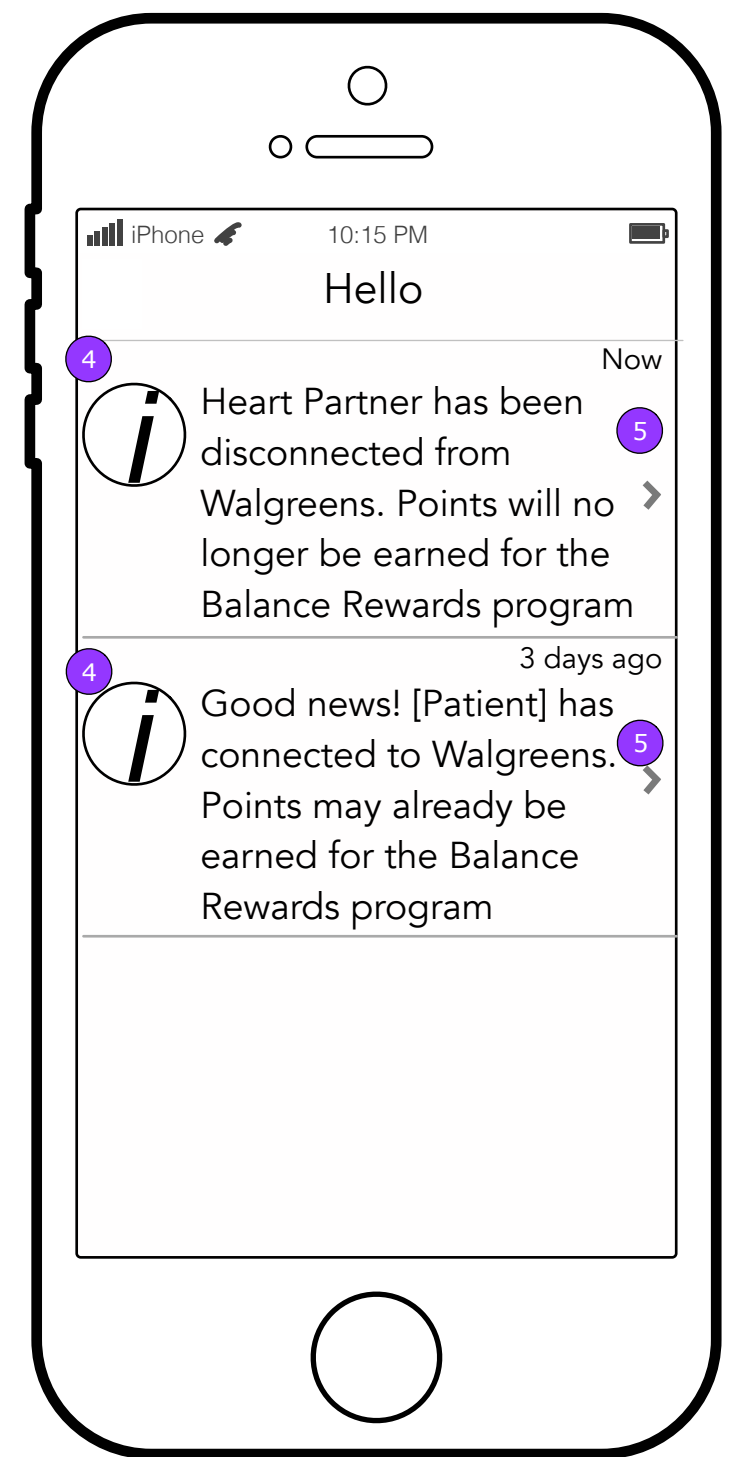 iPhone 10:15 PM
Hello
4
Now
i
Heart Partner has been
5
disconnected from
Walgreens. Points will no
longer be earned for the
Balance Rewards program
4
3 days ago
i
Good news! [Patient] has
connected to Walgreens.
5
Points may already be
earned for the Balance
Rewards program